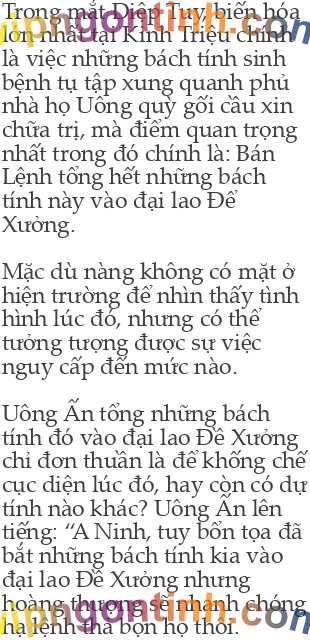 Trong mắt Diệp Tuy, biến hóa
lớn nhất tại Kinh Triệu chính
là việc những bách tính sinh
bệnh tụ tập xung quanh phủ
nhà họ Uông quỳ gối cầu xin
chữa trị, mà điểm quan trọng
nhất trong đó chính là: Bán
Lệnh tổng hết những bách
tính này vào đại lao Để
Xưởng.

Mặc dù nàng không có mặt ở
hiện trường để nhìn thấy tình
hình lúc đó, nhưng có thể
tưởng tượng được sự việc
nguy cấp đến mức nào.

Uông Ấn tổng những bách
tính đó vào đại lao Đề Xưởng
chỉ đơn thuần là để khống chế
cục diện lúc đó, hay còn có dự
tính nào khác? Uông Ấn lên
tiếng: “A Ninh, tuy bổn tọa đã
bắt những bách tính kia vào
đại lao Đề Xưởng nhưng
hoàng thượng sẽ nhanh chóng
hạ lệnh thả bọn họ thôi.